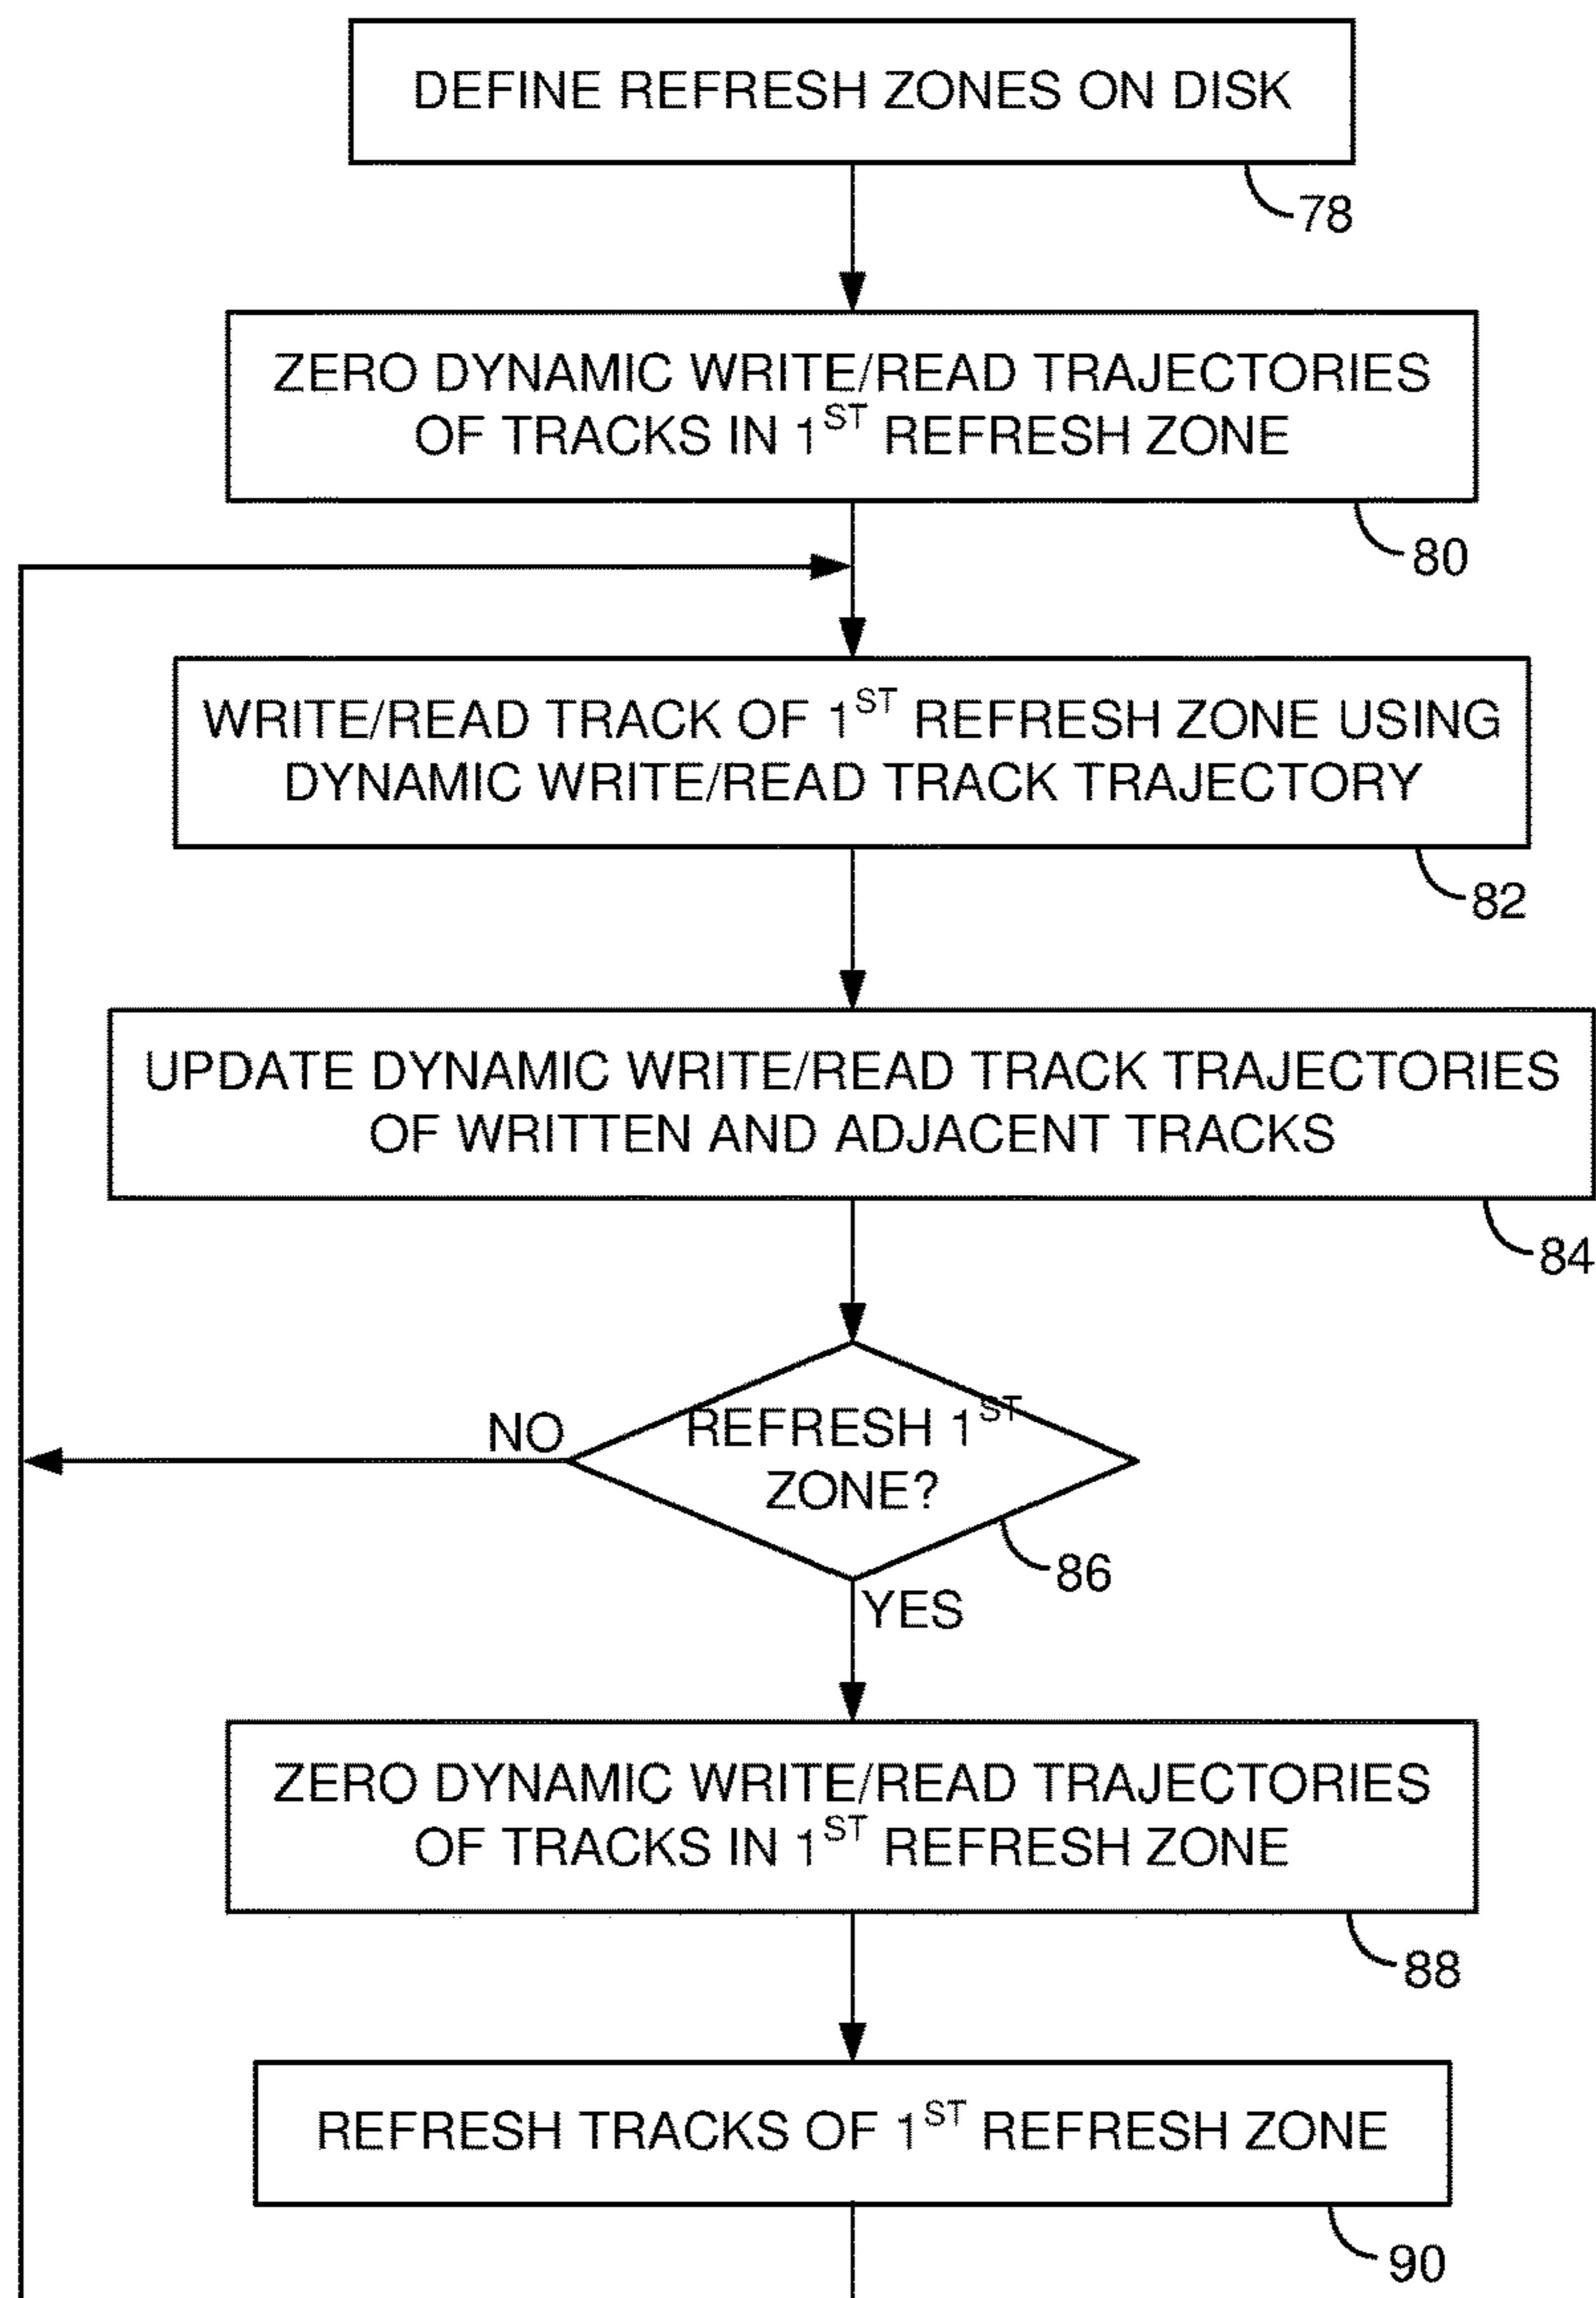 DEFINE REFRESH ZONES ON DISK
78
ZERO DYNAMIC WRITE/READ TRAJECTORIES
OF TRACKS IN 1ST REFRESH ZONE
80
WRITE/READ TRACK OF 1ST REFRESH ZONE USING
DYNAMIC WRITE/READ TRACK TRAJECTORY
82
UPDATE DYNAMIC WRITE/READ TRACK TRAJECTORIES
OF WRITTEN AND ADJACENT TRACKS
84
NO
REFRESH 1ST
ZONE?
86
YES
ZERO DYNAMIC WRITE/READ TRAJECTORIES
OF TRACKS IN 1ST REFRESH ZONE
88
REFRESH TRACKS OF 1ST REFRESH ZONE
90